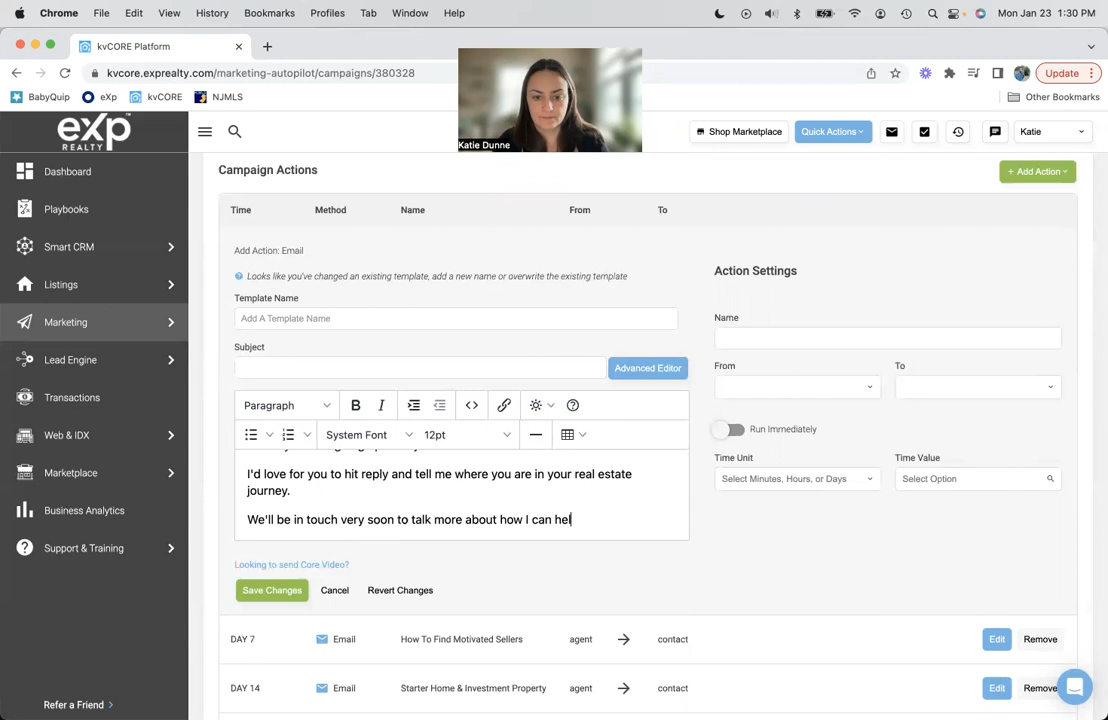 Chrome File Edit View History Bookmarks Profiles Tab Window Help Mon Jan 23 1:30 PM
kvCORE Platform
kvcore.exprealty.com/marketing-autopilot/campaigns/380328 Update
BabyQuip eXp kvCORE NJMLS Other Bookmarks
Katie Dunne
eXp
REALTY
Shop Marketplace Quick Actions Katie
Dashboard
Playbooks
Smart CRM
Listings
Marketing
Lead Engine
Transactions
Web & IDX
Marketplace
Business Analytics
Support & Training
Refer a Friend
Campaign Actions + Add Action
Time Method Name From To
Add Action: Email
Looks like you've changed an existing template, add a new name or overwrite the existing template
Template Name
Add A Template Name
Subject
Advanced Editor
Paragraph B I
System Font 12pt
I'd love for you to hit reply and tell me where you are in your real estate
journey.
We'll be in touch very soon to talk more about how I can hel
Looking to send Core Video?
Save Changes Cancel Revert Changes
Action Settings
Name
From To
Run Immediately
Time Unit Time Value
Select Minutes, Hours, or Days Select Option
DAY 7 Email How To Find Motivated Sellers agent contact Edit Remove
DAY 14 Email Starter Home & Investment Property agent contact Edit Remove